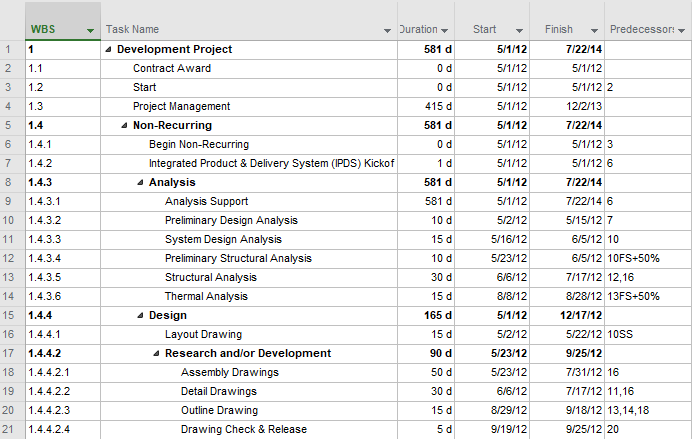 WBS Task Name Duration Start Finish Predecessors
1 1 Development Project 581 d 5/1/12 7/22/14
2 1.1 Contract Award 0 d 5/1/12 5/1/12
3 1.2 Start 0 d 5/1/12 5/1/12 2
4 1.3 Project Management 415 d 5/1/12 12/2/13
5 1.4 Non-Recurring 581 d 5/1/12 7/22/14
6 1.4.1 Begin Non-Recurring 0 d 5/1/12 5/1/12 3
7 1.4.2 Integrated Product & Delivery System (IPDS) Kickof 1 d 5/1/12 5/1/12 6
8 1.4.3 Analysis 581 d 5/1/12 7/22/14
9 1.4.3.1 Analysis Support 581 d 5/1/12 7/22/14 6
10 1.4.3.2 Preliminary Design Analysis 10 d 5/2/12 5/15/12 7
11 1.4.3.3 System Design Analysis 15 d 5/16/12 6/5/12 10
12 1.4.3.4 Preliminary Structural Analysis 10 d 5/23/12 6/5/12 10FS+50%
13 1.4.3.5 Structural Analysis 30 d 6/6/12 7/17/12 12,16
14 1.4.3.6 Thermal Analysis 15 d 8/8/12 8/28/12 13FS+50%
15 1.4.4 Design 165 d 5/1/12 12/17/12
16 1.4.4.1 Layout Drawing 15 d 5/2/12 5/22/12 10SS
17 1.4.4.2 Research and/or Development 90 d 5/23/12 9/25/12
18 1.4.4.2.1 Assembly Drawings 50 d 5/23/12 7/31/12 16
19 1.4.4.2.2 Detail Drawings 30 d 6/6/12 7/17/12 11,16
20 1.4.4.2.3 Outline Drawing 15 d 8/29/12 9/18/12 13,14,18
21 1.4.4.2.4 Drawing Check & Release 5 d 9/19/12 9/25/12 20